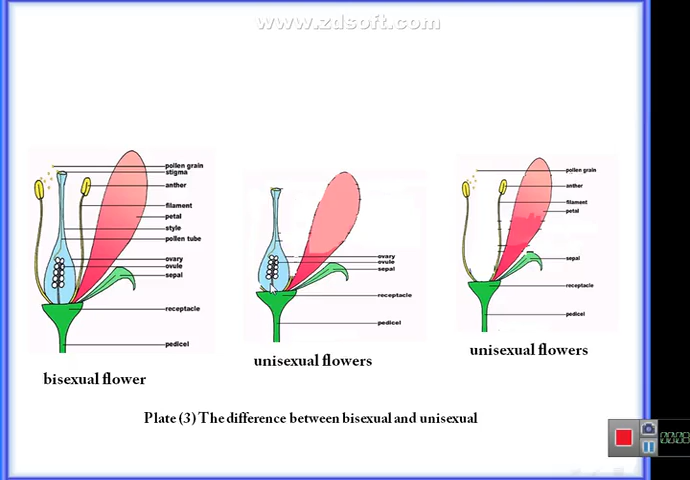 www.zdsoft.com
pollen grain
stigma
anther
filament
petal
style
pollen tube
ovary
ovule
sepal
receptacle
pedicel
bisexual flower
ovary
ovule
sepal
receptacle
pedicel
unisexual flowers
pollen grain
anther
filament
petal
sepal
receptacle
pedicel
unisexual flowers
Plate (3) The difference between bisexual and unisexual